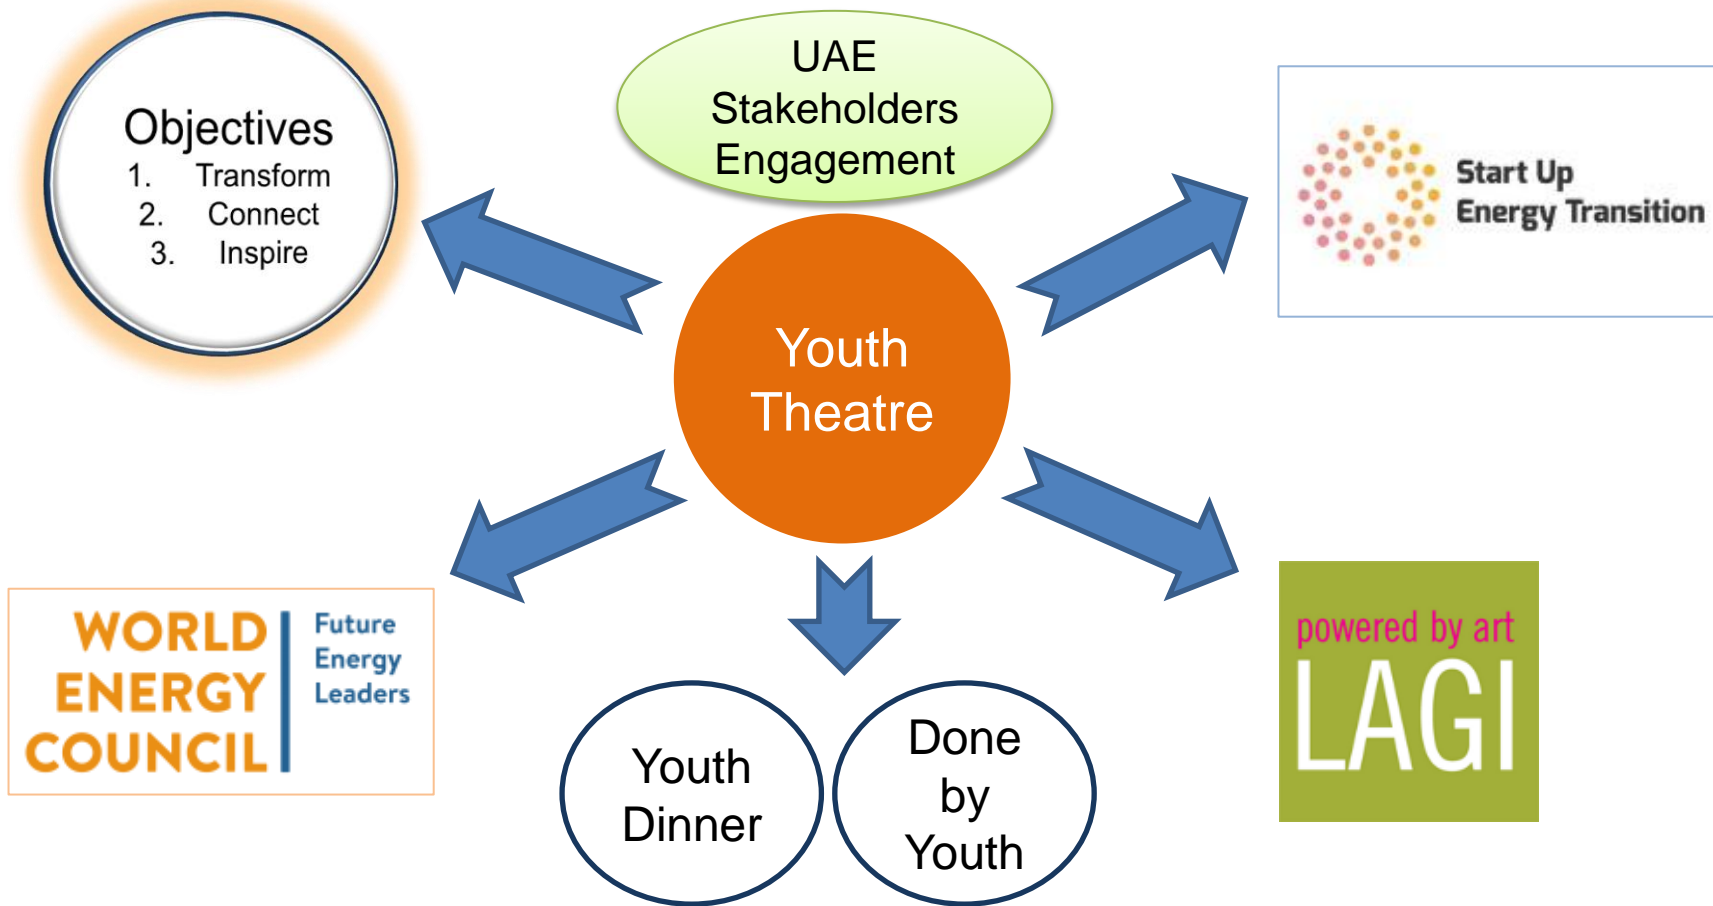 Objectives
1. Transform
2. Connect
3. Inspire
UAE
Stakeholders
Engagement
Start Up
Energy Transition
Youth
Theatre
WORLD
ENERGY
COUNCIL
Future
Energy
Leaders
Youth
Dinner
Done
by
Youth
powered by art
LAGI